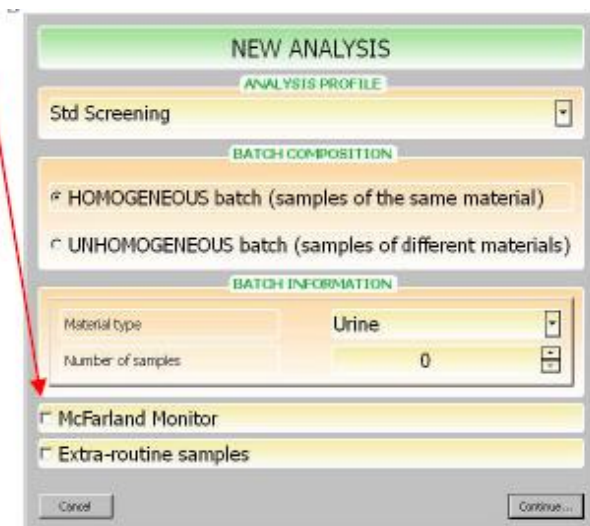 NEW ANALYSIS
ANALYSIS PROFILE
Std Screening
BATCH COMPOSITION
HOMOGENEOUS batch (samples of the same material)
UNHOMOGENEOUS batch (samples of different materials)
BATCH INFORMATION
Material type Urine
Number of samples 0
McFarland Monitor
Extra-routine samples
Cancel Continue...